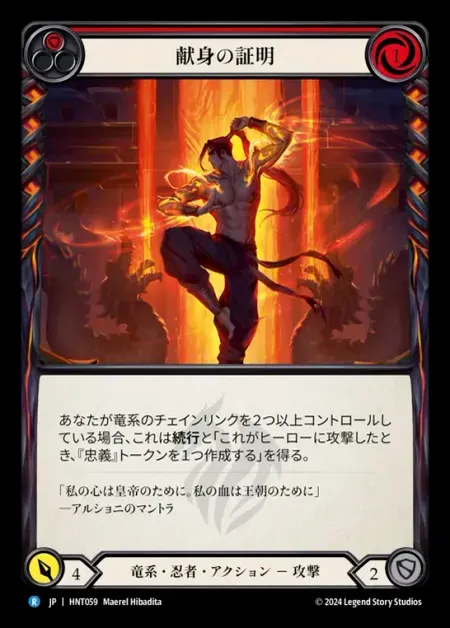 献身の証明
1
あなたが竜系のチェインリンクを2つ以上コントロールし
ている場合、これは続行と「これがヒーローに攻撃したと
き、『忠義』トークンを1つ作成する」を得る。
「私の心は皇帝のために。私の血は王朝のために」
―アルショニのマントラ
4
竜系・忍者・アクション － 攻撃
2
R JP | HNT059 Maerel Hibadita
© 2024 Legend Story Studios